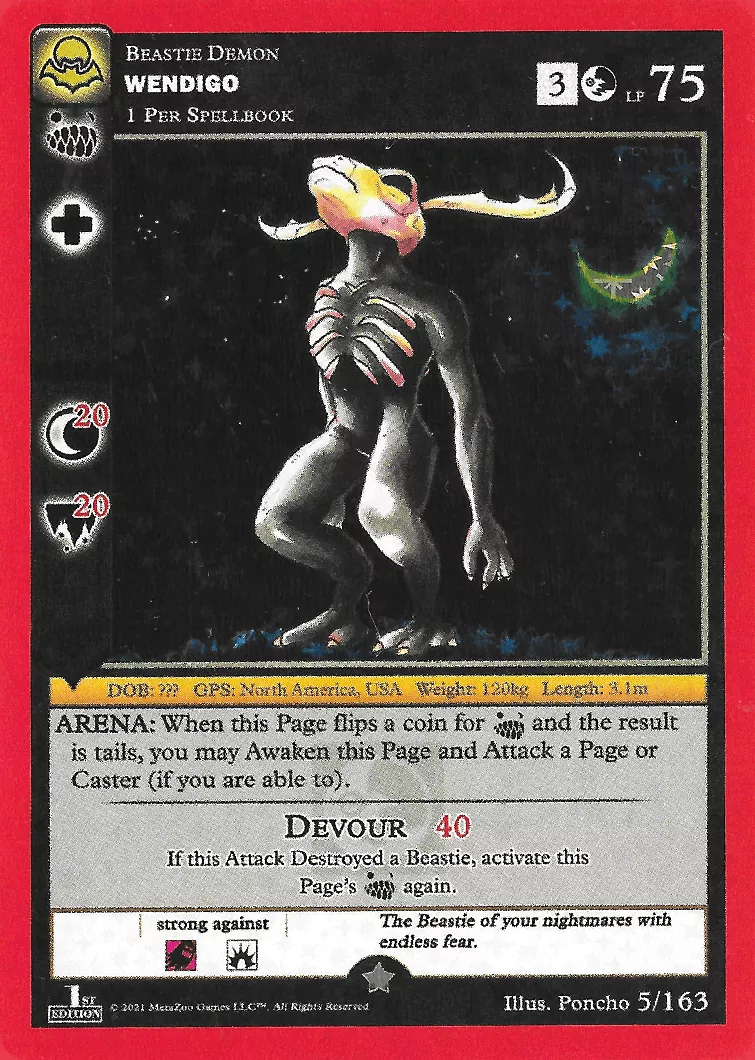 BEASTIE DEMON
WENDIGO
3 LP 75
1 PER SPELLBOOK
20
20
DOB: ??? GPS: North America, USA Weight: 120kg Length: 3.1m
ARENA: When this Page flips a coin for and the result
is tails, you may Awaken this Page and Attack a Page or
Caster (if you are able to).
DEVOUR 40
If this Attack Destroyed a Beastie, activate this
Page's again.
strong against
The Beastie of your nightmares with
endless fear.
1ST EDITION
© 2021 MetaZoo Games LLC™. All Rights Reserved
Illus. Poncho 5/163